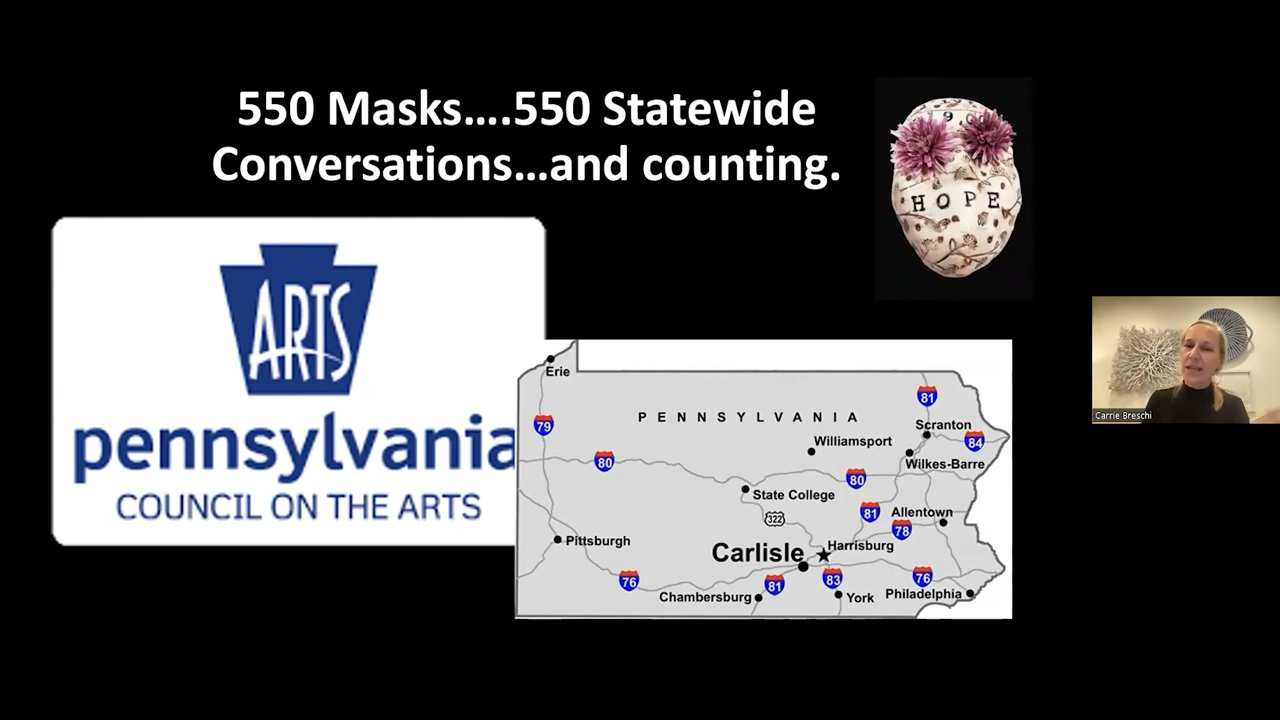 550 Masks....550 Statewide
Conversations...and counting.
HOPE
ARTS
pennsylvania
COUNCIL ON THE ARTS
Erie
PENNSYLVANIA
81
79
Scranton
84
Williamsport
80
Wilkes-Barre
80
State College
322
81
Allentown
78
Pittsburgh
Harrisburg
Carlisle
76
81
83
76
Chambersburg
York
Philadelphia
Carrie Breschi